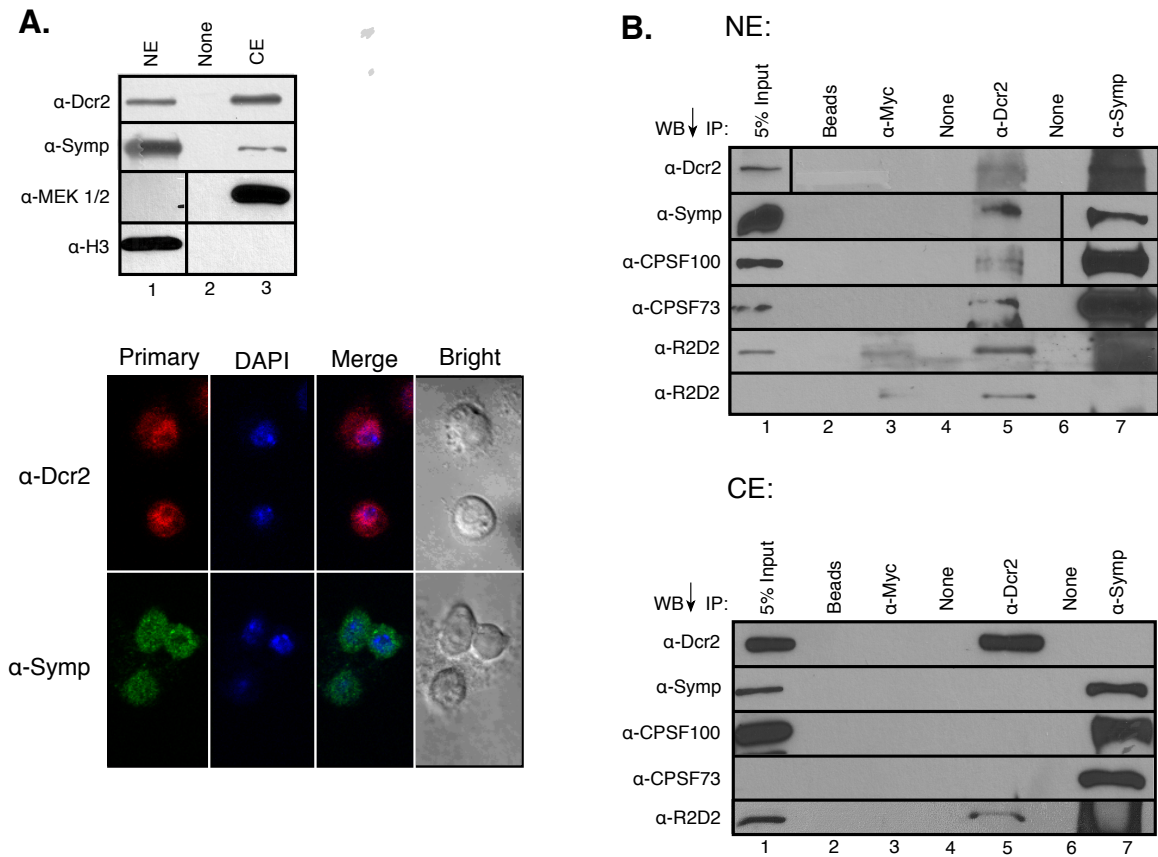 A.
NE None CE
α-Dcr2
α-Symp
α-MEK 1/2
α-H3
1 2 3
Primary DAPI Merge Bright
α-Dcr2
α-Symp
B. NE:
WB↓ IP: 5% Input Beads α-Myc None α-Dcr2 None α-Symp
α-Dcr2
α-Symp
α-CPSF100
α-CPSF73
α-R2D2
α-R2D2
1 2 3 4 5 6 7
CE:
WB↓ IP: 5% Input Beads α-Myc None α-Dcr2 None α-Symp
α-Dcr2
α-Symp
α-CPSF100
α-CPSF73
α-R2D2
1 2 3 4 5 6 7